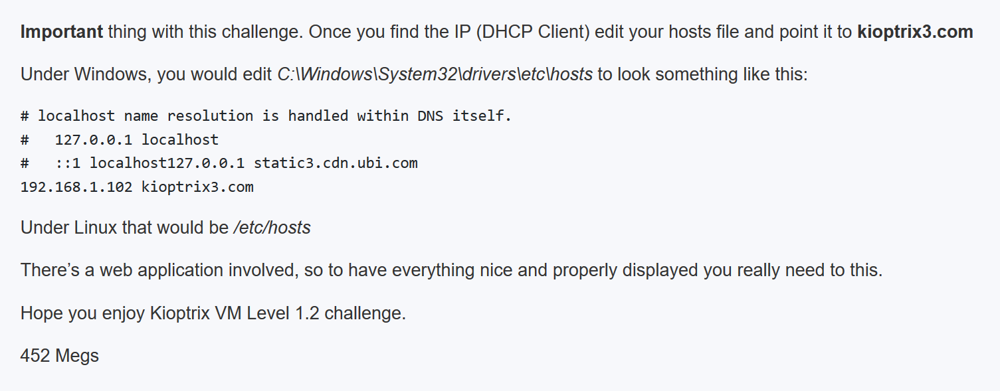 Important thing with this challenge. Once you find the IP (DHCP Client) edit your hosts file and point it to kioptrix3.com
Under Windows, you would edit C:\Windows\System32\drivers\etc\hosts to look something like this:
# localhost name resolution is handled within DNS itself.
#   127.0.0.1 localhost
#   ::1 localhost127.0.0.1 static3.cdn.ubi.com
192.168.1.102 kioptrix3.com
Under Linux that would be /etc/hosts
There’s a web application involved, so to have everything nice and properly displayed you really need to this.
Hope you enjoy Kioptrix VM Level 1.2 challenge.
452 Megs